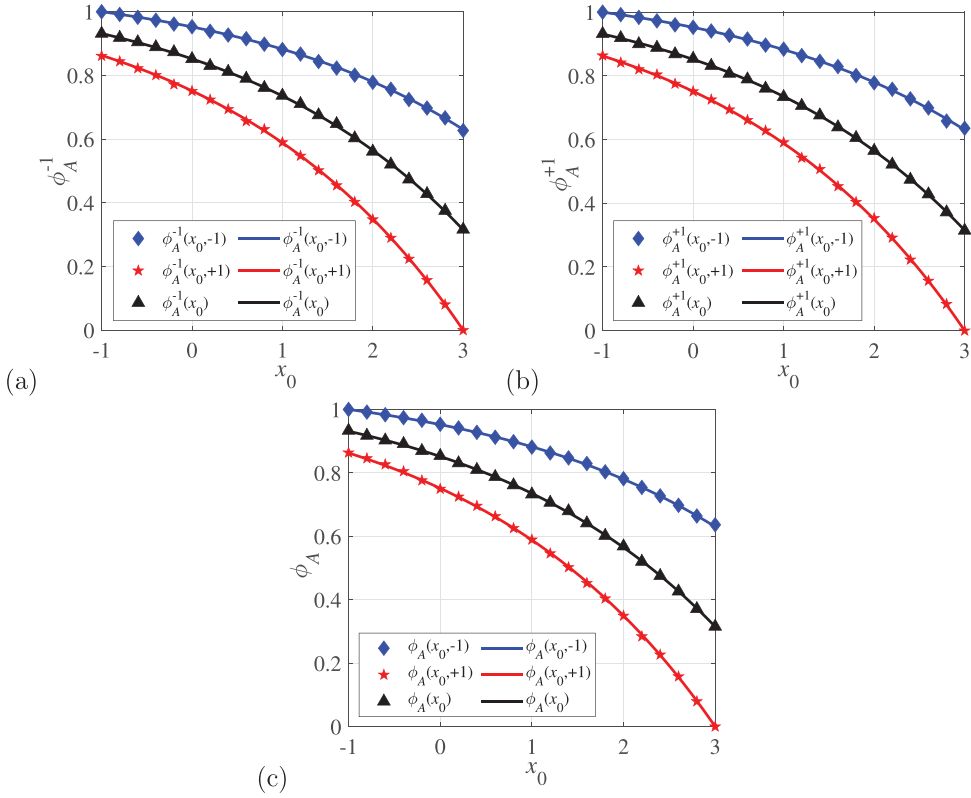 1
0.8
0.6
0.4
0.2
0
ϕ_A^{-1}
ϕ_A^{-1}(x_0,-1) ϕ_A^{-1}(x_0,-1)
ϕ_A^{-1}(x_0,+1) ϕ_A^{-1}(x_0,+1)
ϕ_A^{-1}(x_0) ϕ_A^{-1}(x_0)
-1 0 1 2 3
x_0
(a)
1
0.8
0.6
0.4
0.2
0
ϕ_A^{+1}
ϕ_A^{+1}(x_0,-1) ϕ_A^{+1}(x_0,-1)
ϕ_A^{+1}(x_0,+1) ϕ_A^{+1}(x_0,+1)
ϕ_A^{+1}(x_0) ϕ_A^{+1}(x_0)
-1 0 1 2 3
x_0
(b)
1
0.8
0.6
0.4
0.2
0
ϕ_A
ϕ_A(x_0,-1) ϕ_A(x_0,-1)
ϕ_A(x_0,+1) ϕ_A(x_0,+1)
ϕ_A(x_0) ϕ_A(x_0)
-1 0 1 2 3
x_0
(c)